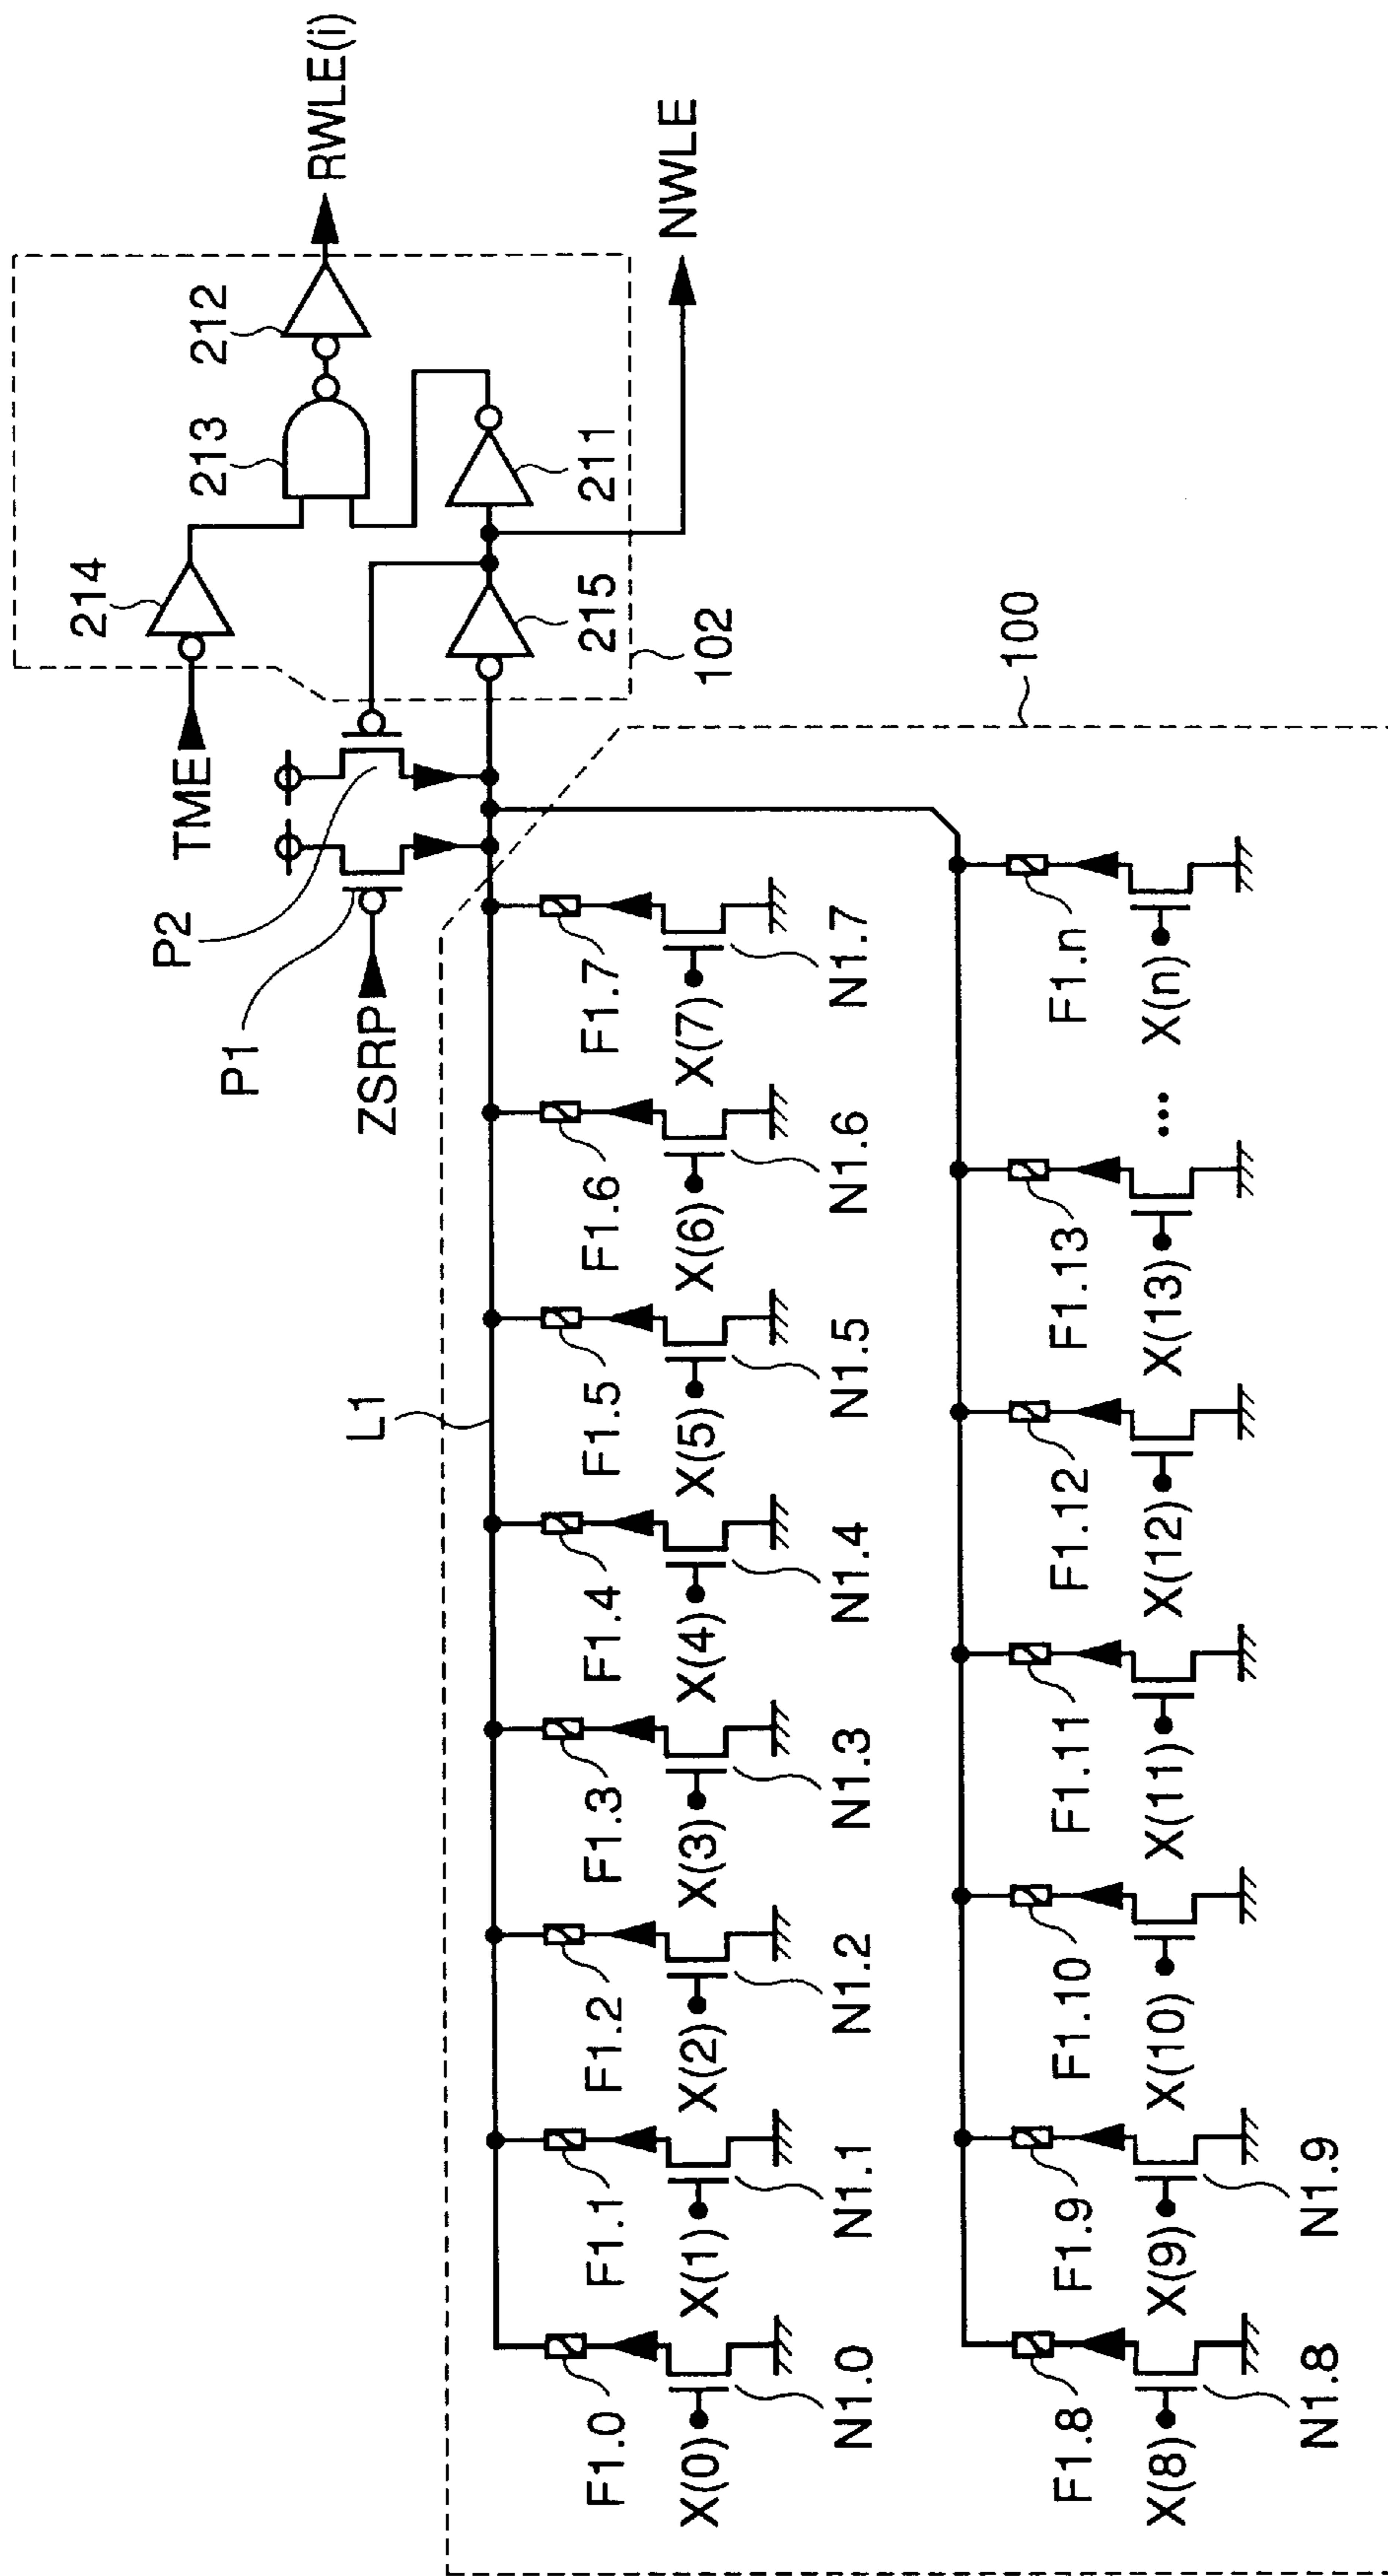 RWLE(i)
NWLE
212
213
214
211
215
102
TME
P2
P1
ZSRP
100
L1
F1.0
F1.1
F1.2
F1.3
F1.4
F1.5
F1.6
F1.7
X(0)
X(1)
X(2)
X(3)
X(4)
X(5)
X(6)
X(7)
N1.0
N1.1
N1.2
N1.3
N1.4
N1.5
N1.6
N1.7
F1.8
F1.9
F1.10
F1.11
F1.12
F1.13
F1.n
X(8)
X(9)
X(10)
X(11)
X(12)
X(13)
...
X(n)
N1.8
N1.9